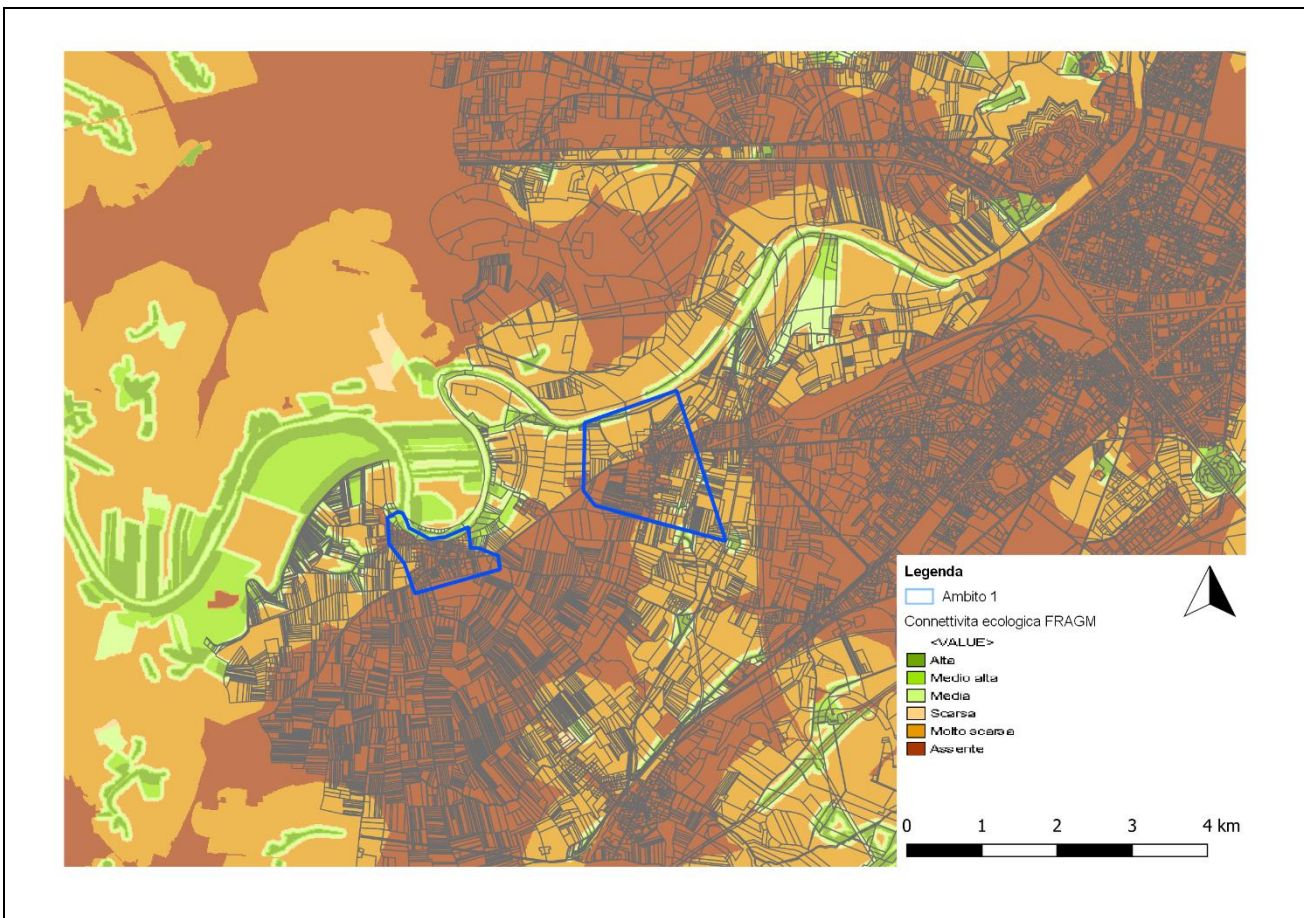 Legenda
Ambito 1
Connettivita ecologica FRAGM
<VALUE>
Alta
Medio alta
Media
Scarsa
Molto scarsa
Assente
0 1 2 3 4 km